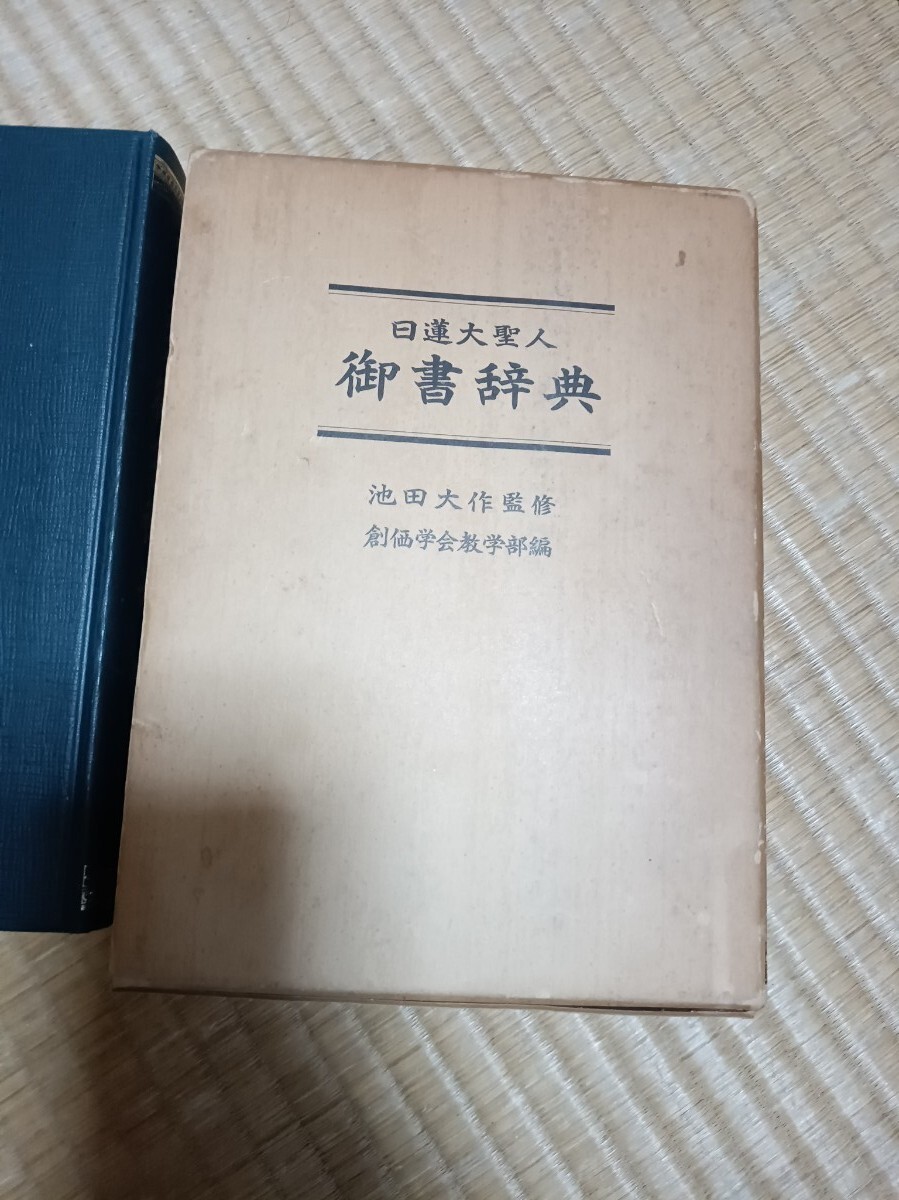 日蓮大聖人
御書辞典
池田大作監修
創価学会教学部編